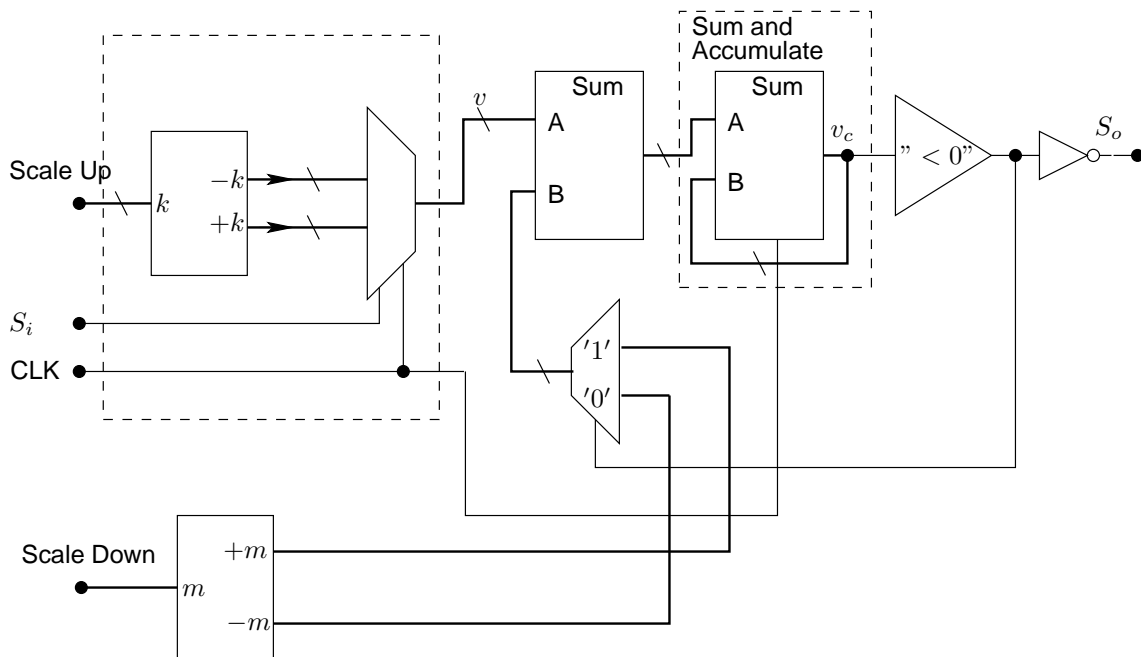 Sum and
Accumulate
Sum
Sum
v
A
A
v_c
S_o
” < 0”
Scale Up
−k
k
+k
B
B
S_i
CLK
'1'
'0'
Scale Down
+m
m
−m